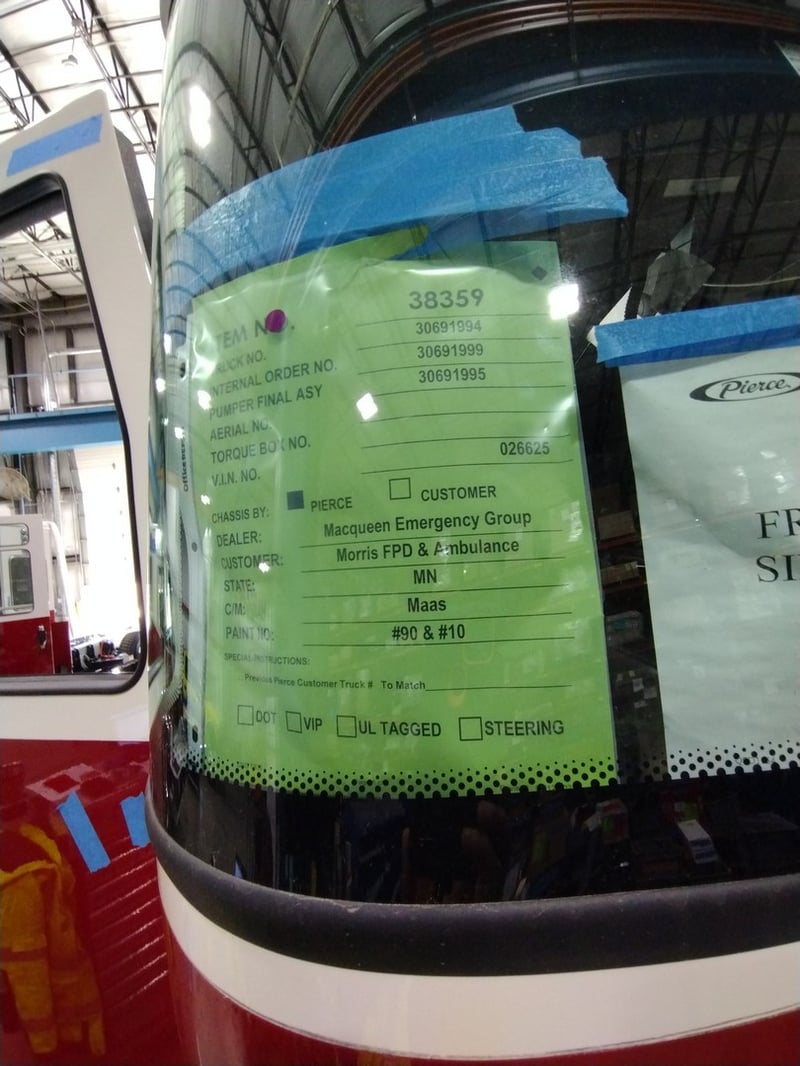 TEM NO. 38359
RUCK NO. 30691994
NTERNAL ORDER NO. 30691999
PUMPER FINAL ASY 30691995
AERIAL NO.
TORQUE BOX NO.
V.I.N. NO. 026625
CHASSIS BY: PIERCE CUSTOMER
DEALER: Macqueen Emergency Group
CUSTOMER: Morris FPD & Ambulance
STATE: MN
C/M: Maas
PAINT NO: #90 & #10
SPECIAL INSTRUCTIONS:
Previous Pierce Customer Truck # To Match
DOT VIP UL TAGGED STEERING
Pierce
FR
SI